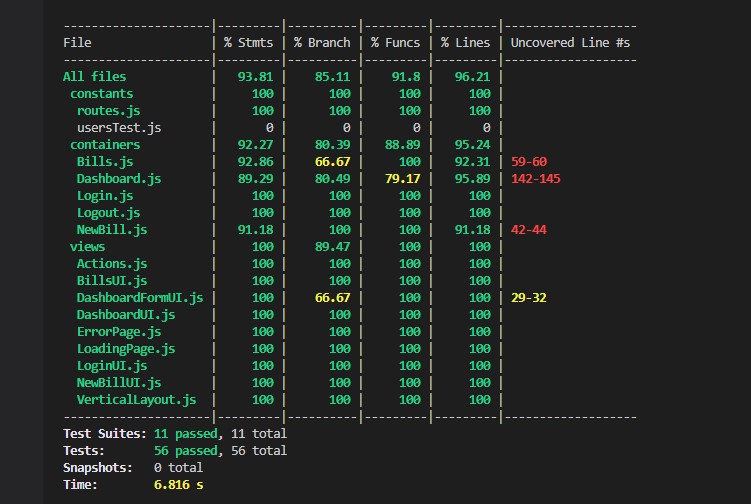 ---------------------|---------|----------|---------|---------|-------------------
File                 | % Stmts | % Branch | % Funcs | % Lines | Uncovered Line #s
---------------------|---------|----------|---------|---------|-------------------
All files            |   93.81 |    85.11 |    91.8 |   96.21 |
 constants           |     100 |      100 |     100 |     100 |
  routes.js          |     100 |      100 |     100 |     100 |
  usersTest.js       |       0 |        0 |       0 |       0 |
 containers          |   92.27 |    80.39 |   88.89 |   95.24 |
  Bills.js           |   92.86 |    66.67 |     100 |   92.31 | 59-60
  Dashboard.js       |   89.29 |    80.49 |   79.17 |   95.89 | 142-145
  Login.js           |     100 |      100 |     100 |     100 |
  Logout.js          |     100 |      100 |     100 |     100 |
  NewBill.js         |   91.18 |      100 |     100 |   91.18 | 42-44
 views               |     100 |    89.47 |     100 |     100 |
  Actions.js         |     100 |      100 |     100 |     100 |
  BillsUI.js         |     100 |      100 |     100 |     100 |
  DashboardFormUI.js |     100 |    66.67 |     100 |     100 | 29-32
  DashboardUI.js     |     100 |      100 |     100 |     100 |
  ErrorPage.js       |     100 |      100 |     100 |     100 |
  LoadingPage.js     |     100 |      100 |     100 |     100 |
  LoginUI.js         |     100 |      100 |     100 |     100 |
  NewBillUI.js       |     100 |      100 |     100 |     100 |
  VerticalLayout.js  |     100 |      100 |     100 |     100 |
---------------------|---------|----------|---------|---------|-------------------
Test Suites: 11 passed, 11 total
Tests:       56 passed, 56 total
Snapshots:   0 total
Time:        6.816 s